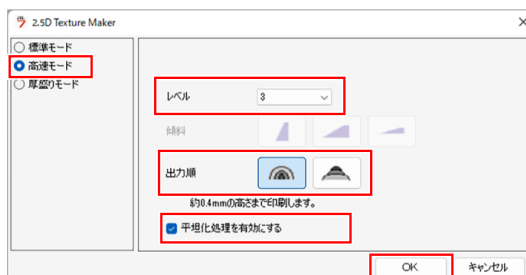 2.5D Texture Maker
標準モード
高速モード
厚盛りモード
レベル 3
傾斜
出力順
約0.4mmの高さまで印刷します。
平坦化処理を有効にする
OK キャンセル